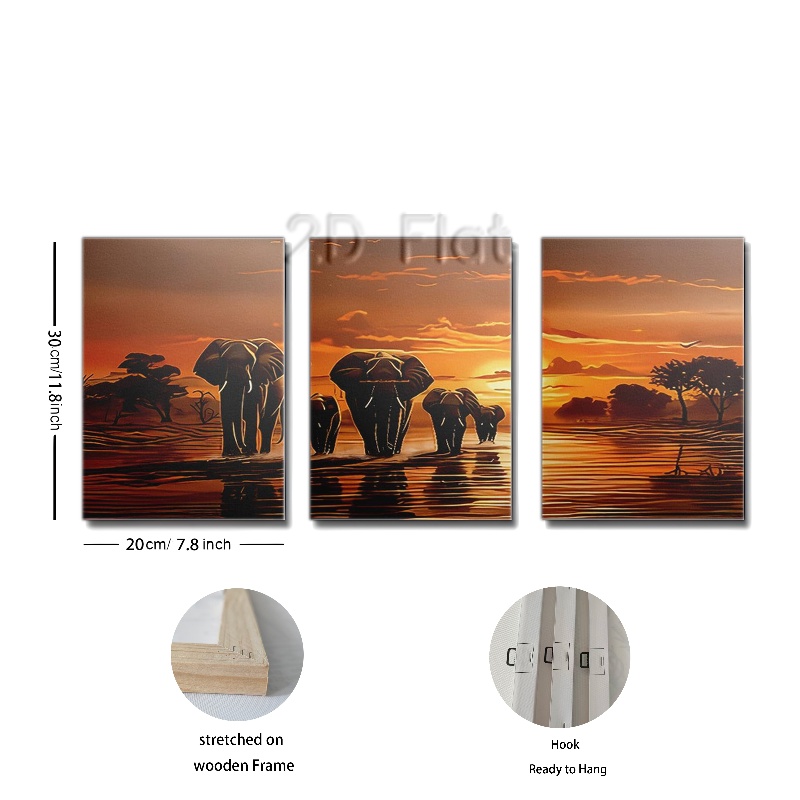 2D Flat
30cm/11.8inch
20cm/ 7.8 inch
stretched on
wooden Frame
Hook
Ready to Hang